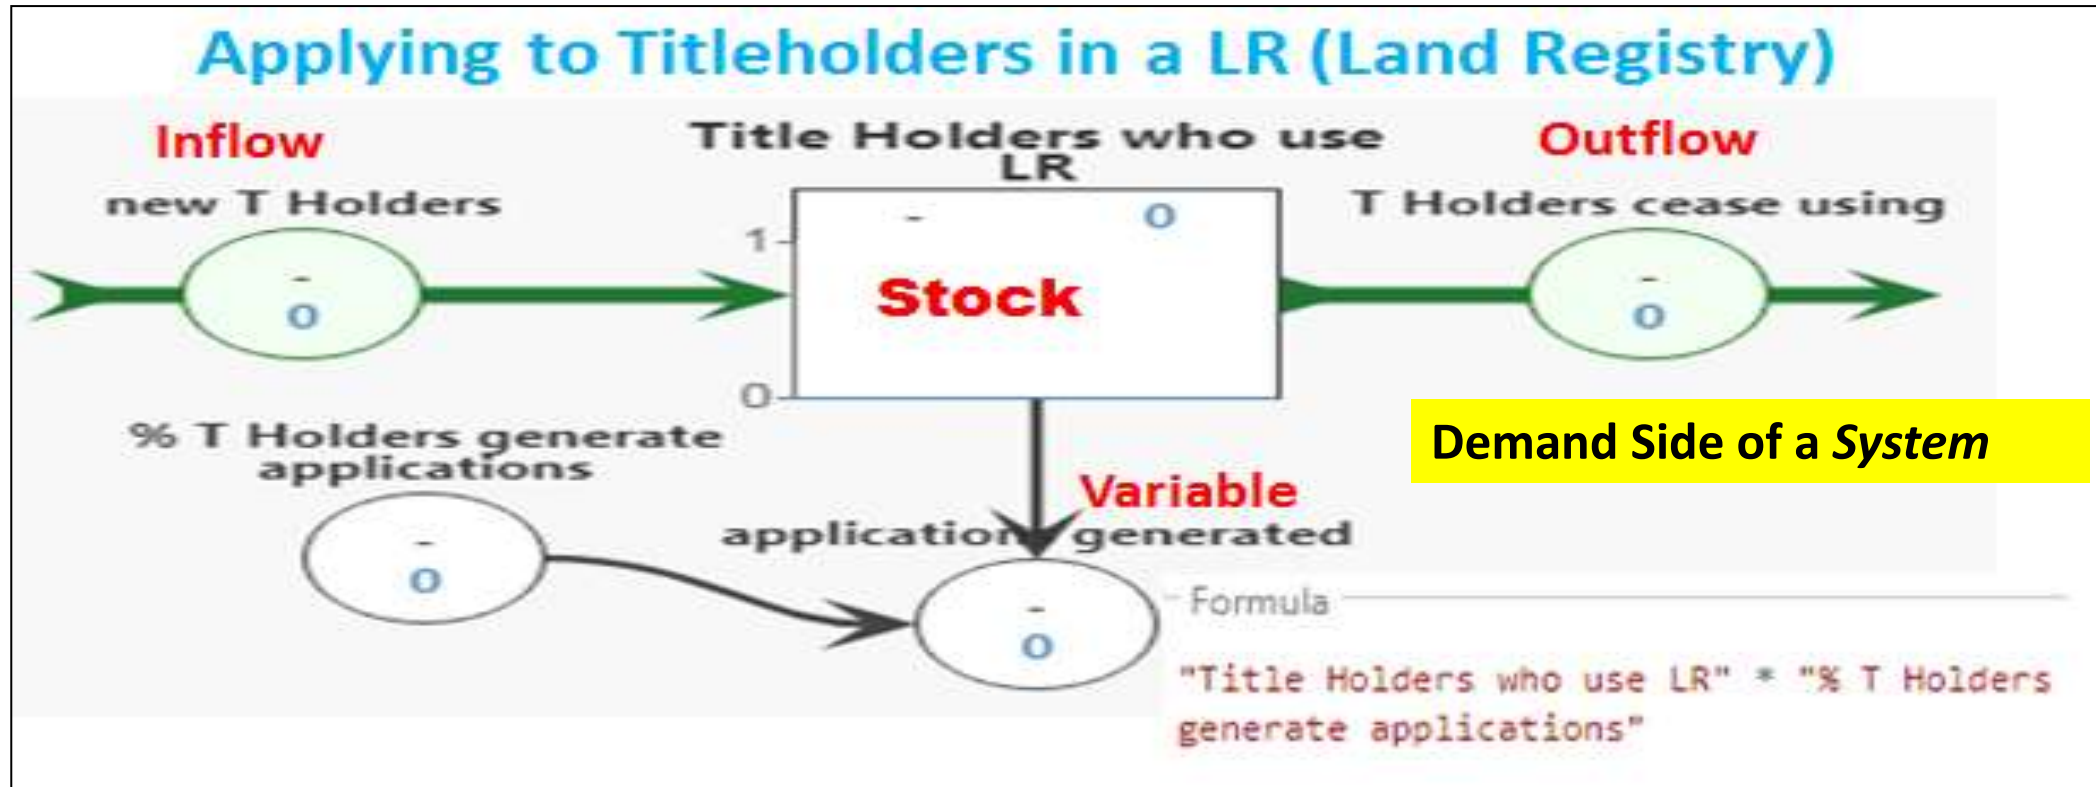 Applying to Titleholders in a LR (Land Registry)
Inflow
Title Holders who use
LR
Outflow
new T Holders
T Holders cease using
-
0
1
-
0
Stock
0
-
0
% T Holders generate
applications
-
0
Demand Side of a System
Variable
application generated
-
0
Formula
"Title Holders who use LR" * "% T Holders
generate applications"